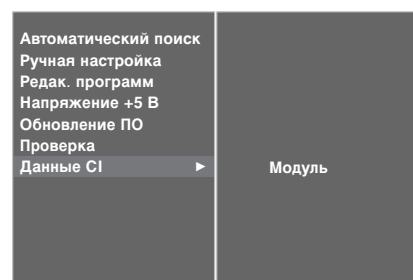 Автоматический поиск
Ручная настройка
Редак. программ
Напряжение +5 В
Обновление ПО
Проверка
Данные CI ►
Модуль